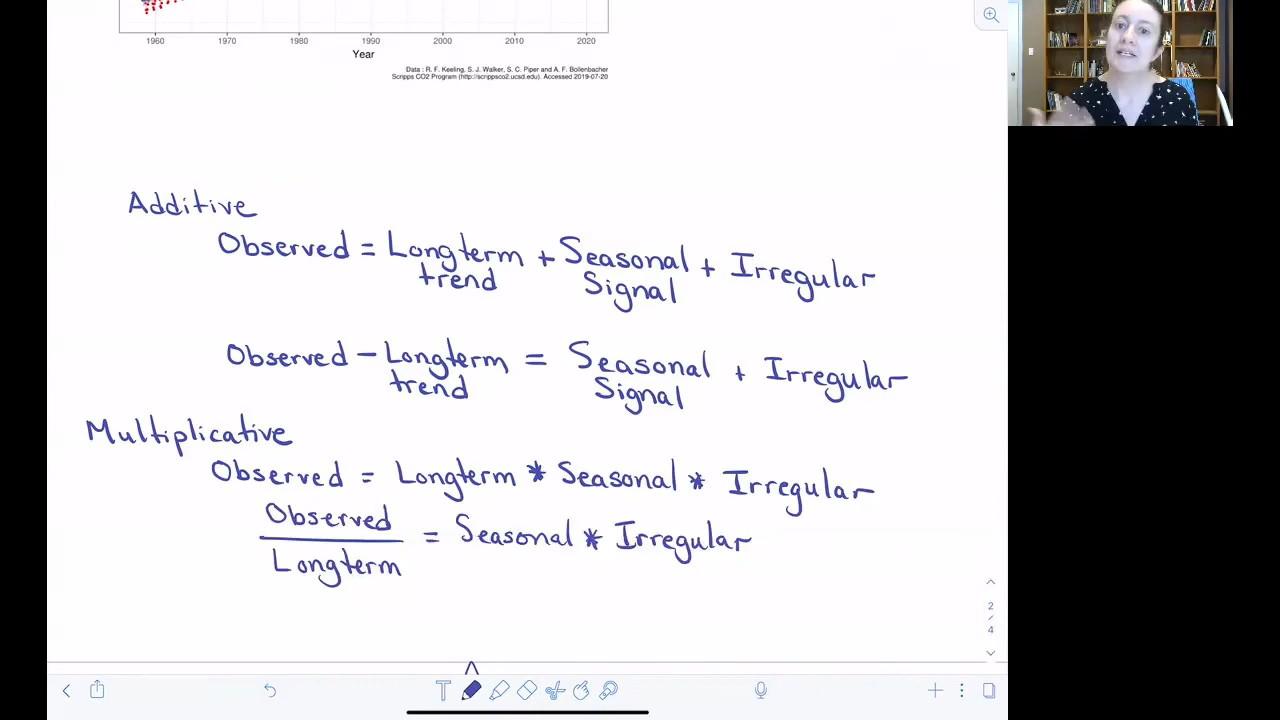 1960 1970 1980 1990 2000 2010 2020
Year
Data : R. F. Keeling, S. J. Walker, S. C. Piper and A. F. Bollenbacher
Scripps CO2 Program (http://scrippsco2.ucsd.edu). Accessed 2019-07-20
Additive
Observed = Longterm + Seasonal + Irregular
trend Signal
Observed - Longterm = Seasonal + Irregular
trend Signal
Multiplicative
Observed = Longterm * Seasonal * Irregular
Observed
= Seasonal * Irregular
Longterm
2
/
4
T